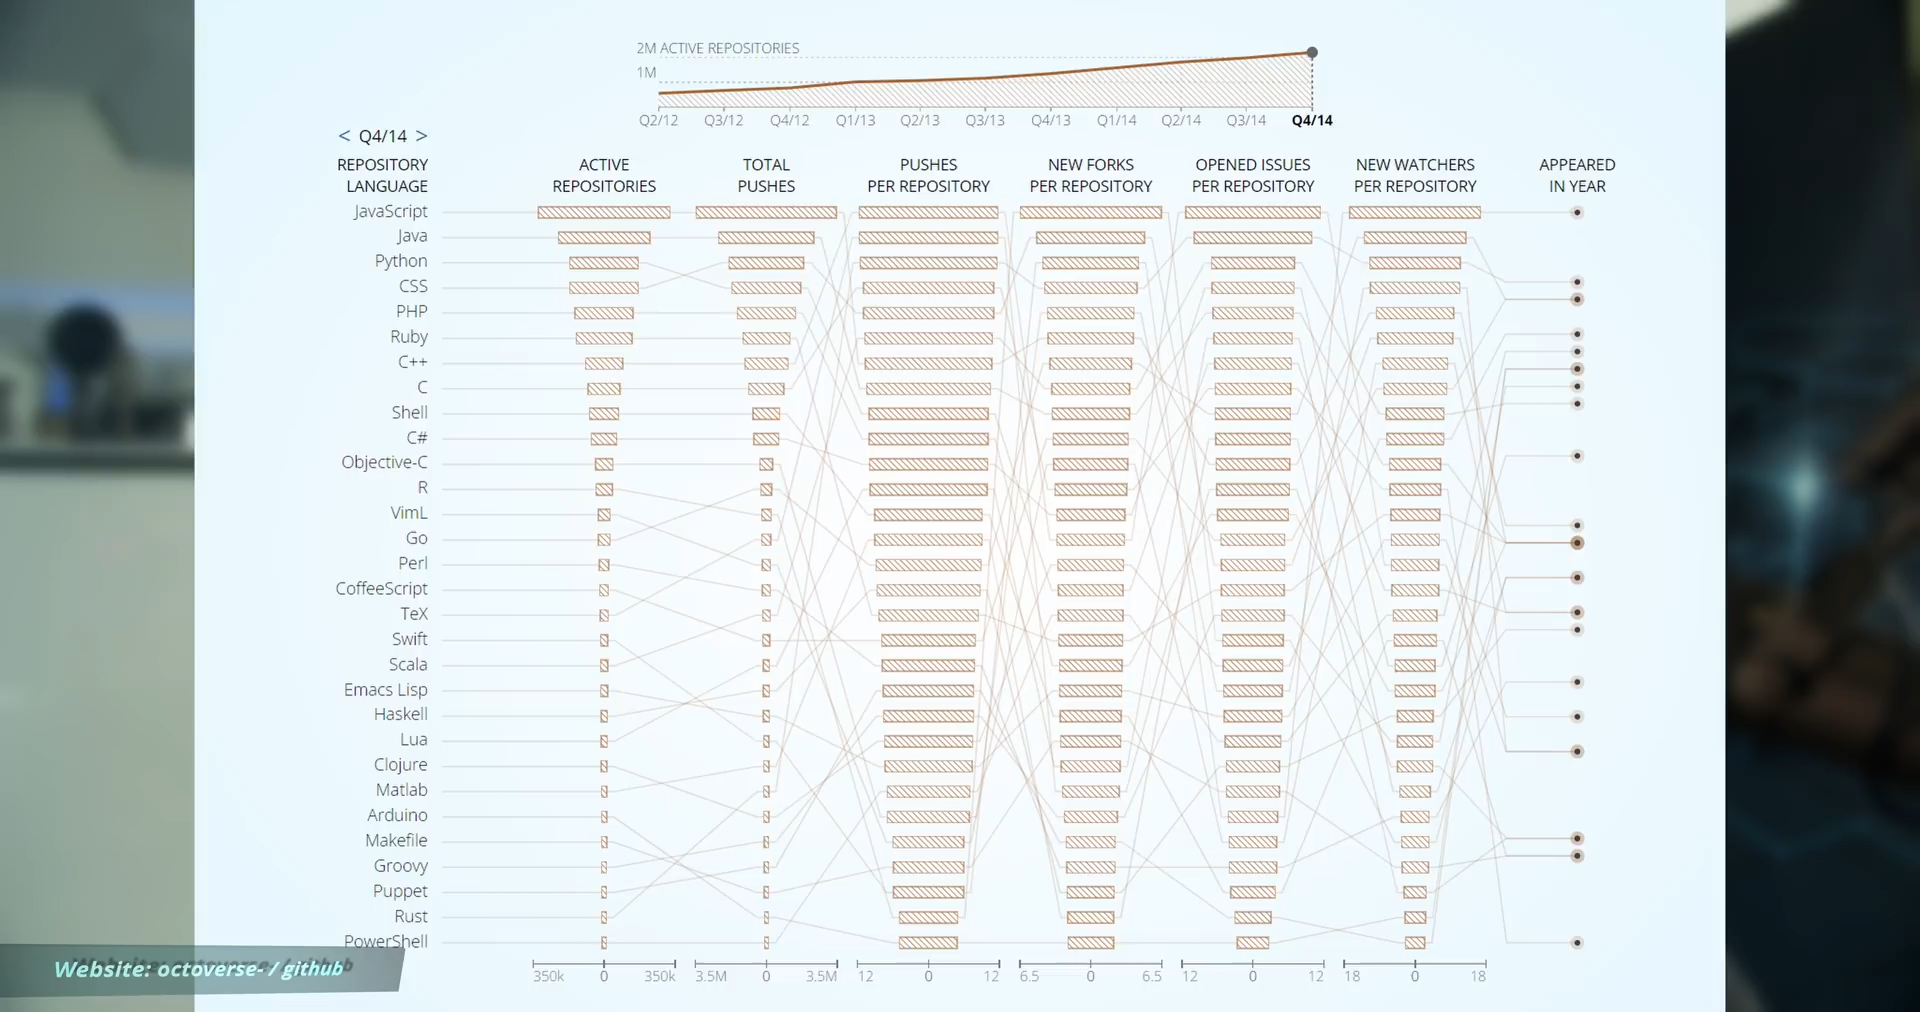 2M ACTIVE REPOSITORIES
1M
Q2/12 Q3/12 Q4/12 Q1/13 Q2/13 Q3/13 Q4/13 Q1/14 Q2/14 Q3/14 Q4/14
< Q4/14 >
REPOSITORY LANGUAGE
ACTIVE REPOSITORIES
TOTAL PUSHES
PUSHES PER REPOSITORY
NEW FORKS PER REPOSITORY
OPENED ISSUES PER REPOSITORY
NEW WATCHERS PER REPOSITORY
APPEARED IN YEAR
JavaScript
Java
Python
CSS
PHP
Ruby
C++
C
Shell
C#
Objective-C
R
VimL
Go
Perl
CoffeeScript
TeX
Swift
Scala
Emacs Lisp
Haskell
Lua
Clojure
Matlab
Arduino
Makefile
Groovy
Puppet
Rust
PowerShell
350k 0 350k 3.5M 0 3.5M 12 0 12 6.5 0 6.5 12 0 12 18 0 18
Website: octoverse- / github